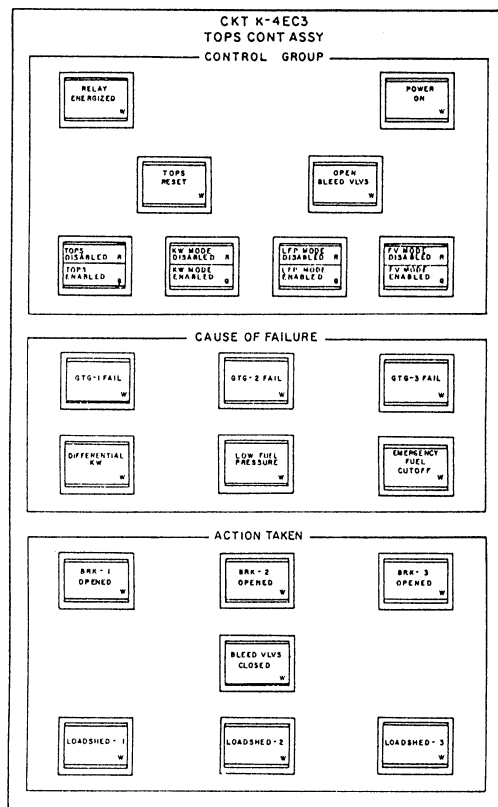 CKT K-4EC3
TOPS CONT ASSY
CONTROL GROUP
RELAY
ENERGIZED
W
POWER
ON
W
TOPS
RESET
W
OPEN
BLEED VLVS
W
TOPS
DISABLED R
TOPS
ENABLED G
KW MODE
DISABLED R
KW MODE
ENABLED G
LFP MODE
DISABLED R
LFP MODE
ENABLED G
FV MODE
DISABLED R
FV MODE
ENABLED G
CAUSE OF FAILURE
GTG-1 FAIL
W
GTG-2 FAIL
W
GTG-3 FAIL
W
DIFFERENTIAL
KW
W
LOW FUEL
PRESSURE
W
EMERGENCY
FUEL
CUTOFF
W
ACTION TAKEN
BRK-1
OPENED
W
BRK-2
OPENED
W
BRK-3
OPENED
W
BLEED VLVS
CLOSED
W
LOADSHED-1
W
LOADSHED-2
W
LOADSHED-3
W